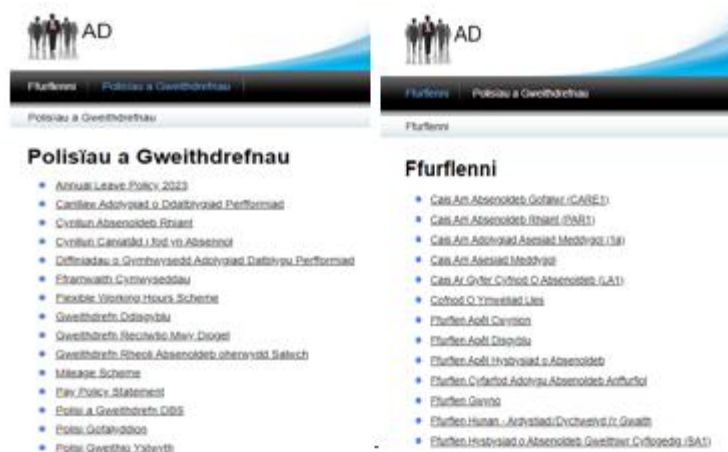 AD
Ffurflenni Polisïau a Gweithdrefnau
Polisïau a Gweithdrefnau
Polisïau a Gweithdrefnau
Annual Leave Policy 2023
Canllaw Adolygiad o Ddatblygiad Perfformiad
Cynllun Absenoldeb Rhiant
Cynllun Caniatâd i fod yn Absennol
Diffiniadau o Gymhwysedd Adolygiad Datblygu Perfformiad
Fframwaith Cymwyseddau
Flexible Working Hours Scheme
Gweithdrefn Ddisgyblu
Gweithdrefn Recriwtio Mwy Diogel
Gweithdrefn Rheoli Absenoldeb oherwydd Salwch
Mileage Scheme
Pay Policy Statement
Polisi a Gweithdrefn DBS
Polisi Gofalyddion
Polisi Gweithio Ystwyth
AD
Ffurflenni Polisïau a Gweithdrefnau
Ffurflenni
Ffurflenni
Cais Am Absenoldeb Gofalwr (CARE1)
Cais Am Absenoldeb Rhiant (PAR1)
Cais Am Adolygiad Asesiad Meddygol (1a)
Cais Am Asesiad Meddygol
Cais Ar Gyfer Cyfnod O Absenoldeb (LA1)
Cofnod O Ymweliad Lles
Ffurflen Apêl Cwynion
Ffurflen Apêl Disgyblu
Ffurflen Apêl Hysbysiad o Absenoldeb
Ffurflen Cyfarfod Adolygu Absenoldeb Anffurfiol
Ffurflen Gwyno
Ffurflen Hunan - Ardystiad/Dychwelyd i'r Gwaith
Ffurflen Hysbysiad o Absenoldeb Gweithiwr Cyflogedig (SA1)